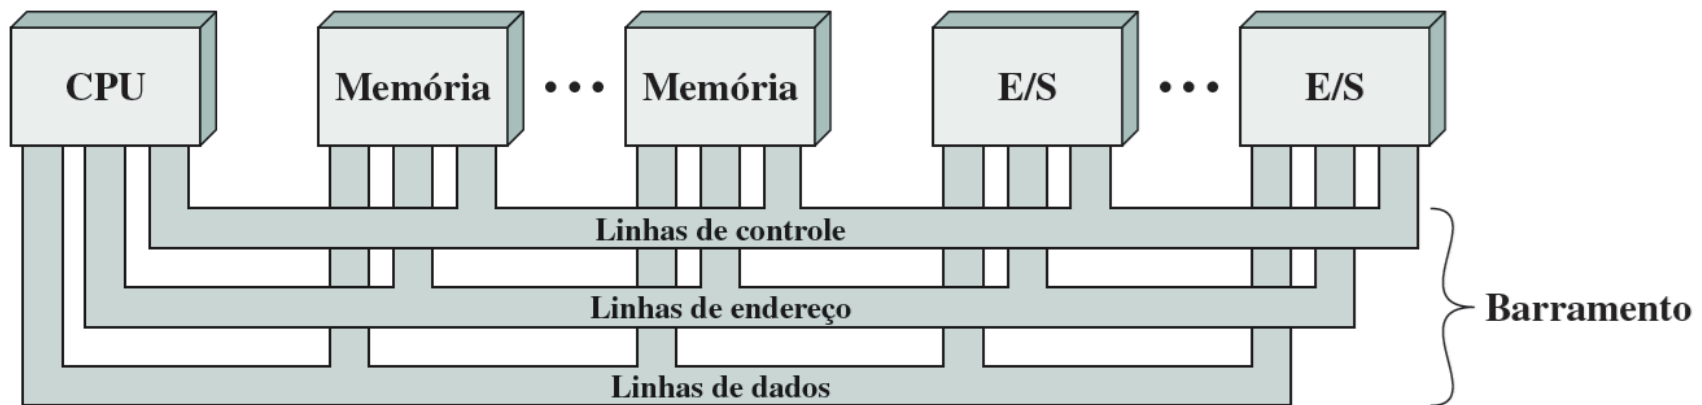 CPU
Memória
• • •
Memória
E/S
• • •
E/S
Linhas de controle
Linhas de endereço
Barramento
Linhas de dados